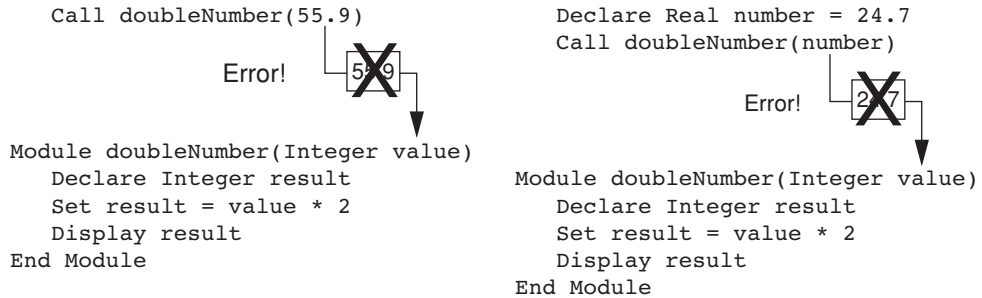 Call doubleNumber(55.9)
Error!
Module doubleNumber(Integer value)
Declare Integer result
Set result = value * 2
Display result
End Module
Declare Real number = 24.7
Call doubleNumber(number)
Error!
Module doubleNumber(Integer value)
Declare Integer result
Set result = value * 2
Display result
End Module